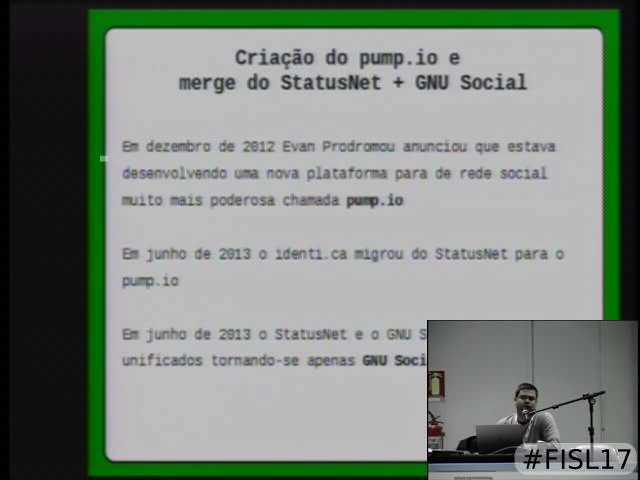 Criação do pump.io e
merge do StatusNet + GNU Social
Em dezembro de 2012 Evan Prodromou anunciou que estava
desenvolvendo uma nova plataforma para de rede social
muito mais poderosa chamada pump.io
Em junho de 2013 o identi.ca migrou do StatusNet para o
pump.io
Em junho de 2013 o StatusNet e o GNU S
unificados tornando-se apenas GNU Soci
#FISL17